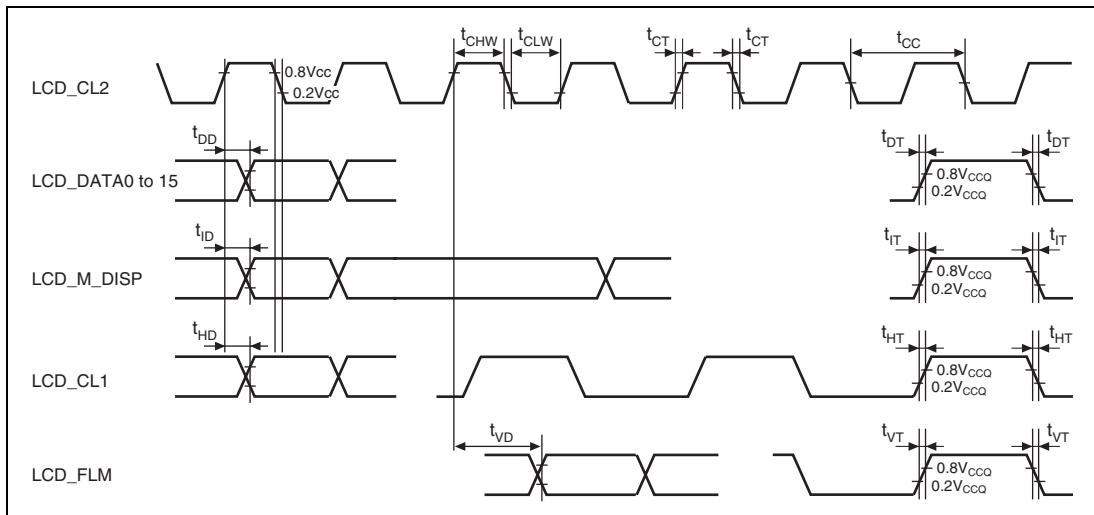 tCHW tCLW tCT tCT tCC
LCD_CL2
0.8Vcc
0.2Vcc
tDD
tDT tDT
LCD_DATA0 to 15
0.8VCCQ
0.2VCCQ
tID
tIT tIT
LCD_M_DISP
0.8VCCQ
0.2VCCQ
tHD
tHT tHT
LCD_CL1
0.8VCCQ
0.2VCCQ
tVD
tVT tVT
LCD_FLM
0.8VCCQ
0.2VCCQ